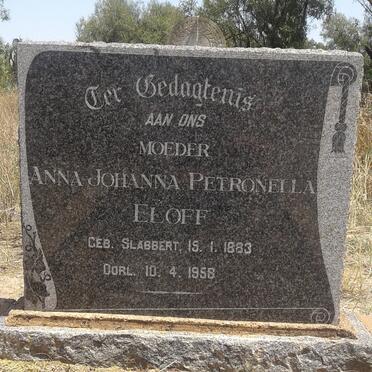 Ter Gedagtenis
AAN ONS
MOEDER
ANNA JOHANNA PETRONELLA
ELOFF
GEB. SLABBERT, 15. 1. 1883
OORL. 10. 4. 1958